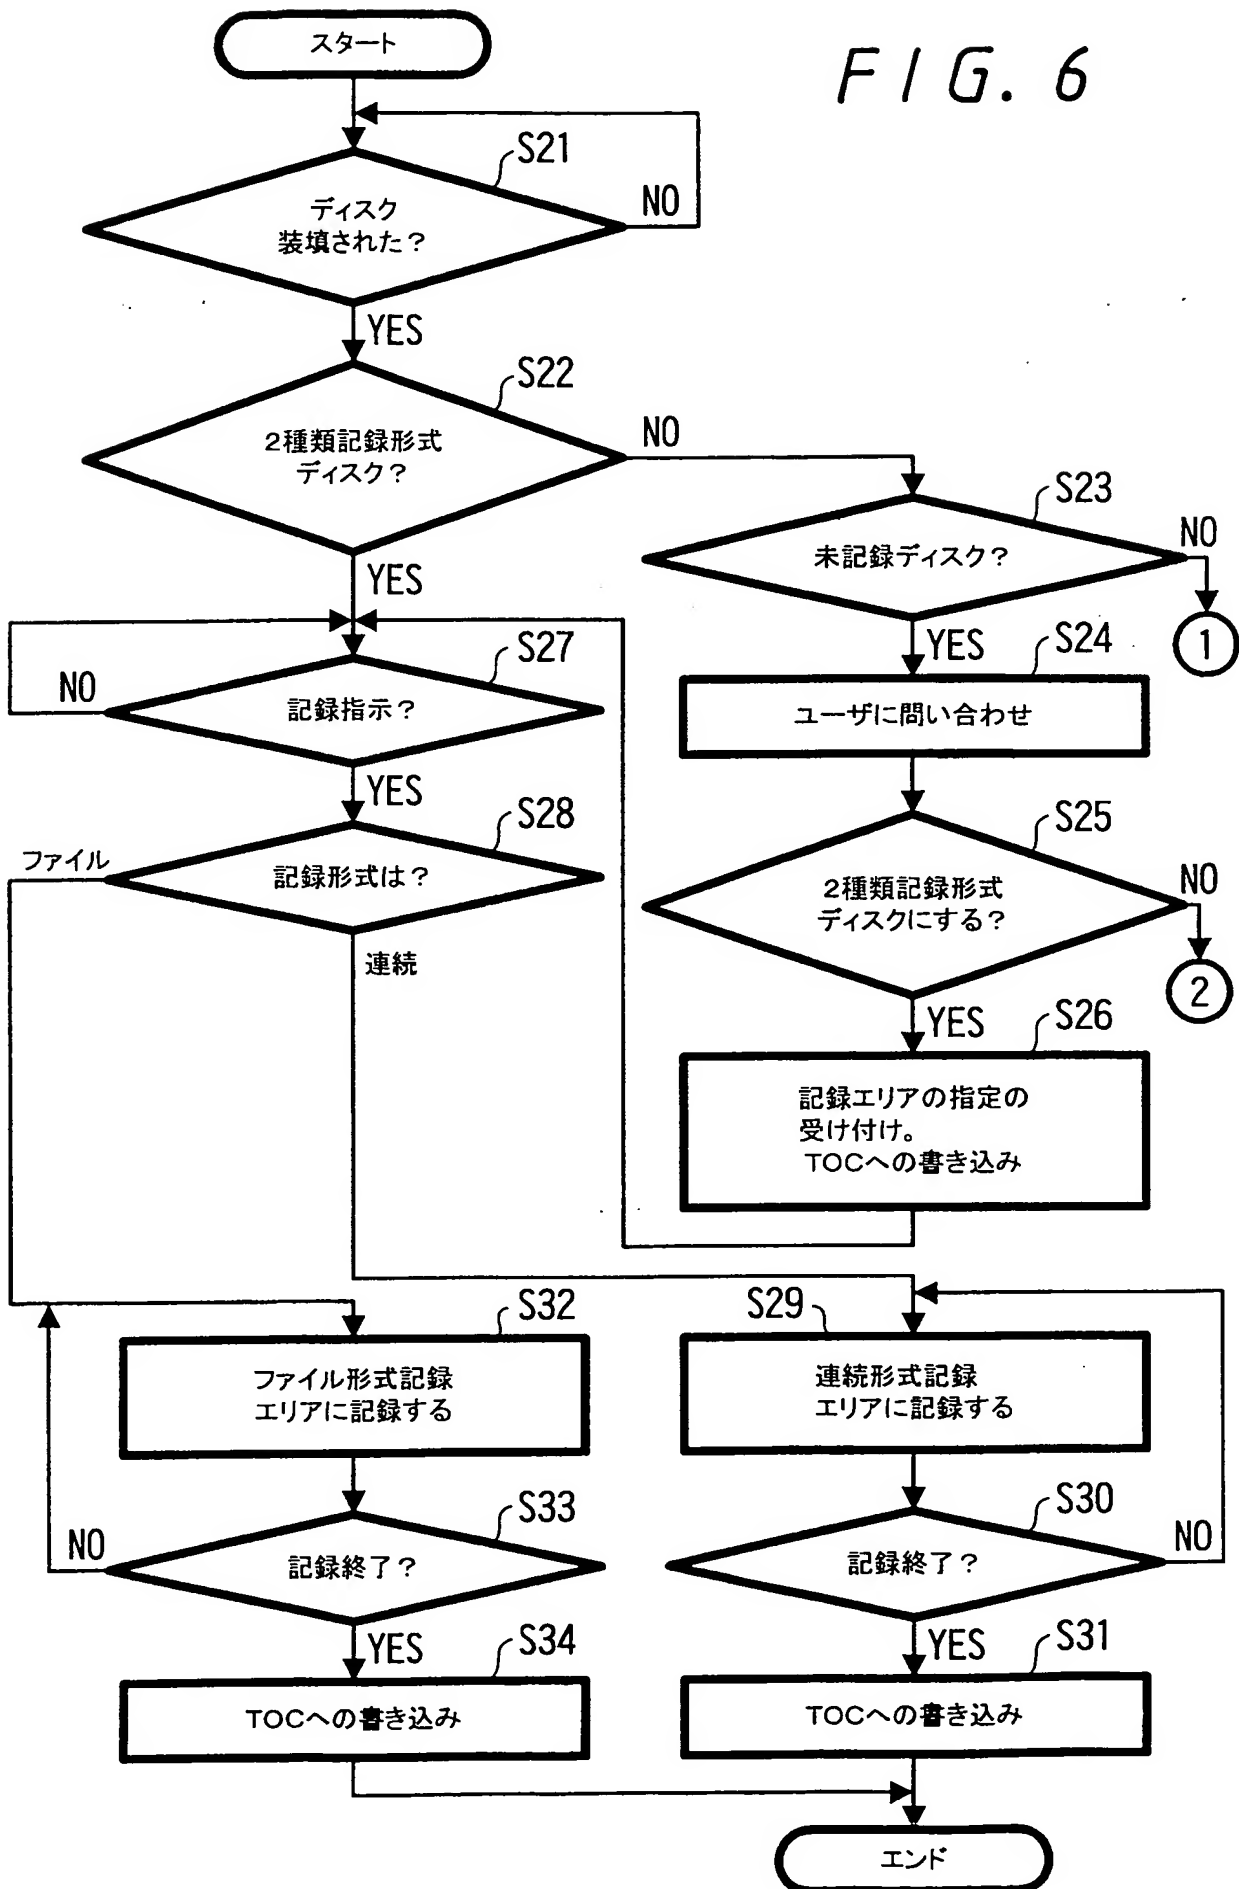 スタート
FIG. 6
S21
ディスク
装填された？
NO
YES
S22
2種類記録形式
ディスク？
NO
YES
S23
未記録ディスク？
NO
1
YES
S24
ユーザに問い合わせ
S27
記録指示？
NO
YES
S25
2種類記録形式
ディスクにする？
NO
2
YES
S28
記録形式は？
ファイル
連続
S26
記録エリアの指定の
受け付け。
TOCへの書き込み
S32
ファイル形式記録
エリアに記録する
S29
連続形式記録
エリアに記録する
S33
記録終了？
NO
YES
S30
記録終了？
NO
YES
S34
TOCへの書き込み
S31
TOCへの書き込み
エンド